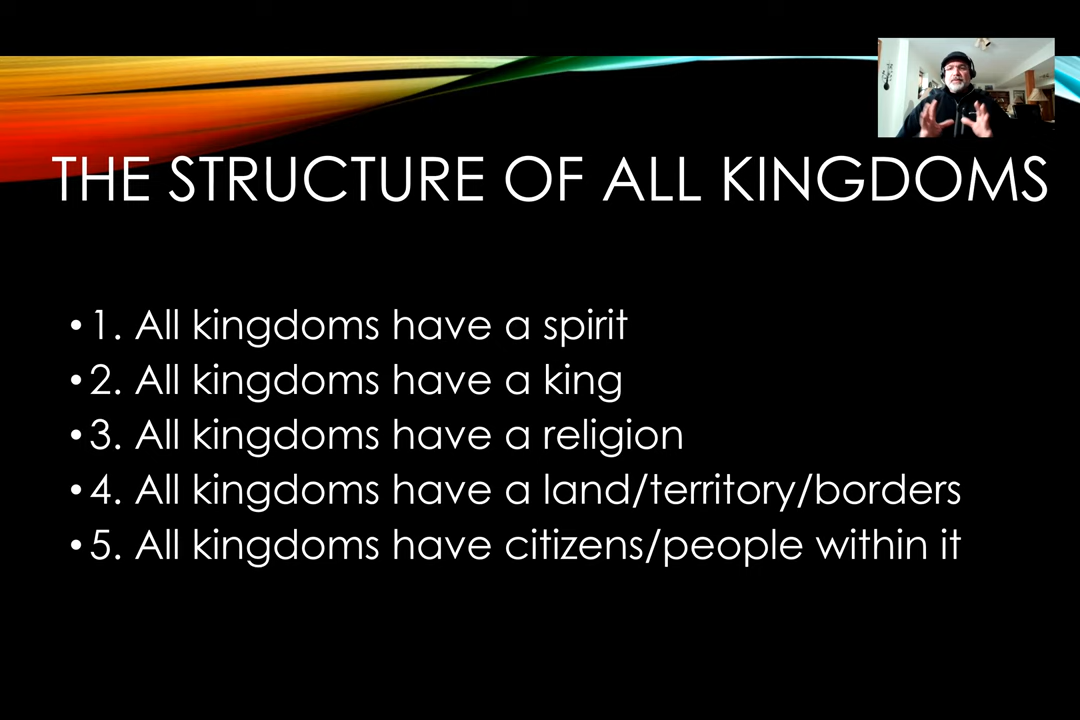 THE STRUCTURE OF ALL KINGDOMS
• 1. All kingdoms have a spirit
• 2. All kingdoms have a king
• 3. All kingdoms have a religion
• 4. All kingdoms have a land/territory/borders
• 5. All kingdoms have citizens/people within it